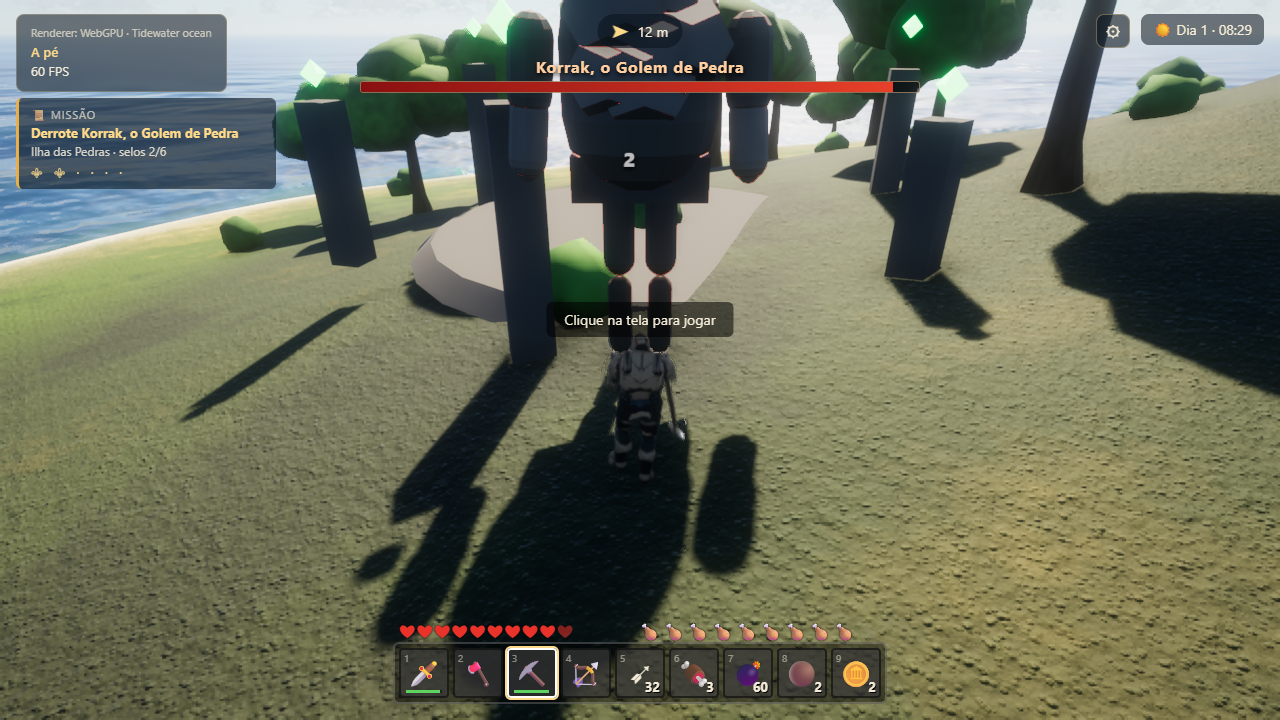 Renderer: WebGPU · Tidewater ocean
A pé
60 FPS
MISSÃO
Derrote Korrak, o Golem de Pedra
Ilha das Pedras · selos 2/6
12 m
Korrak, o Golem de Pedra
Dia 1 · 08:29
2
Clique na tela para jogar
1 2 3 4 5 6 7 8 9
32 3 60 2 2